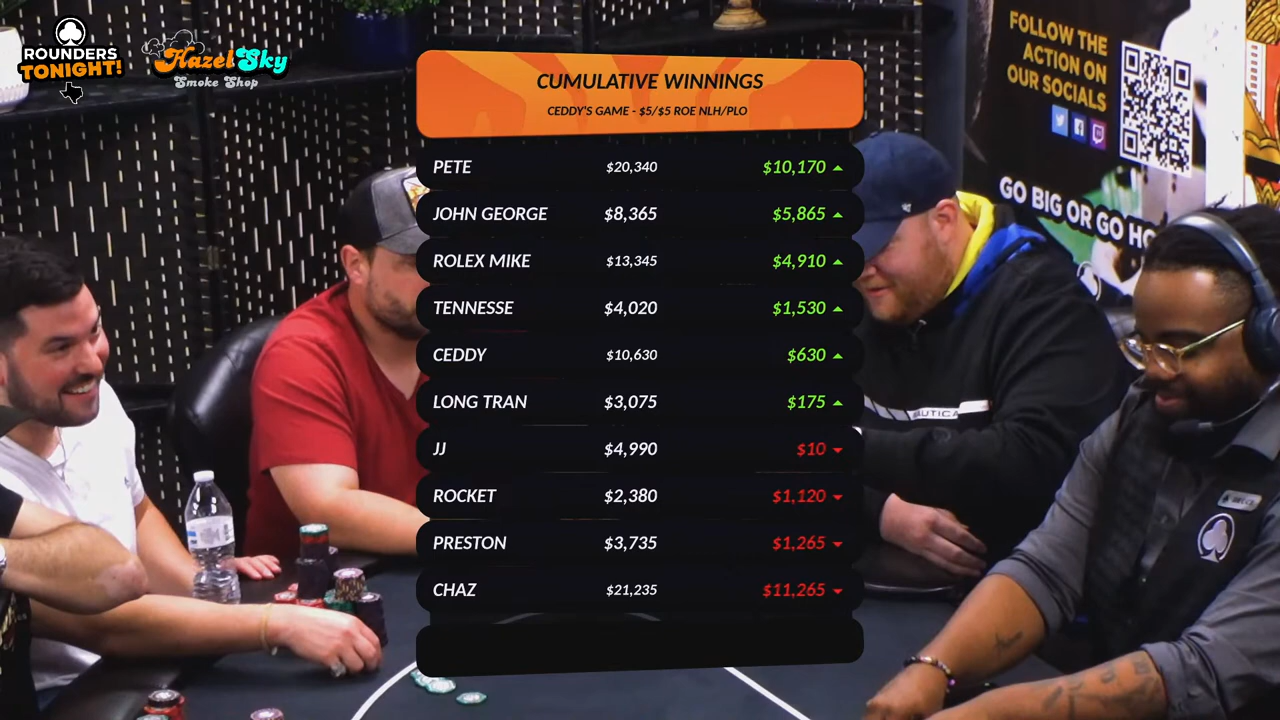 ROUNDERS
TONIGHT!
HazelSky
Smoke Shop
FOLLOW THE
ACTION ON
OUR SOCIALS
GO BIG OR GO HO
CUMULATIVE WINNINGS
CEDDY'S GAME - $5/$5 ROE NLH/PLO
PETE $20,340 $10,170
JOHN GEORGE $8,365 $5,865
ROLEX MIKE $13,345 $4,910
TENNESSE $4,020 $1,530
CEDDY $10,630 $630
LONG TRAN $3,075 $175
JJ $4,990 $10
ROCKET $2,380 $1,120
PRESTON $3,735 $1,265
CHAZ $21,235 $11,265
AUTICA